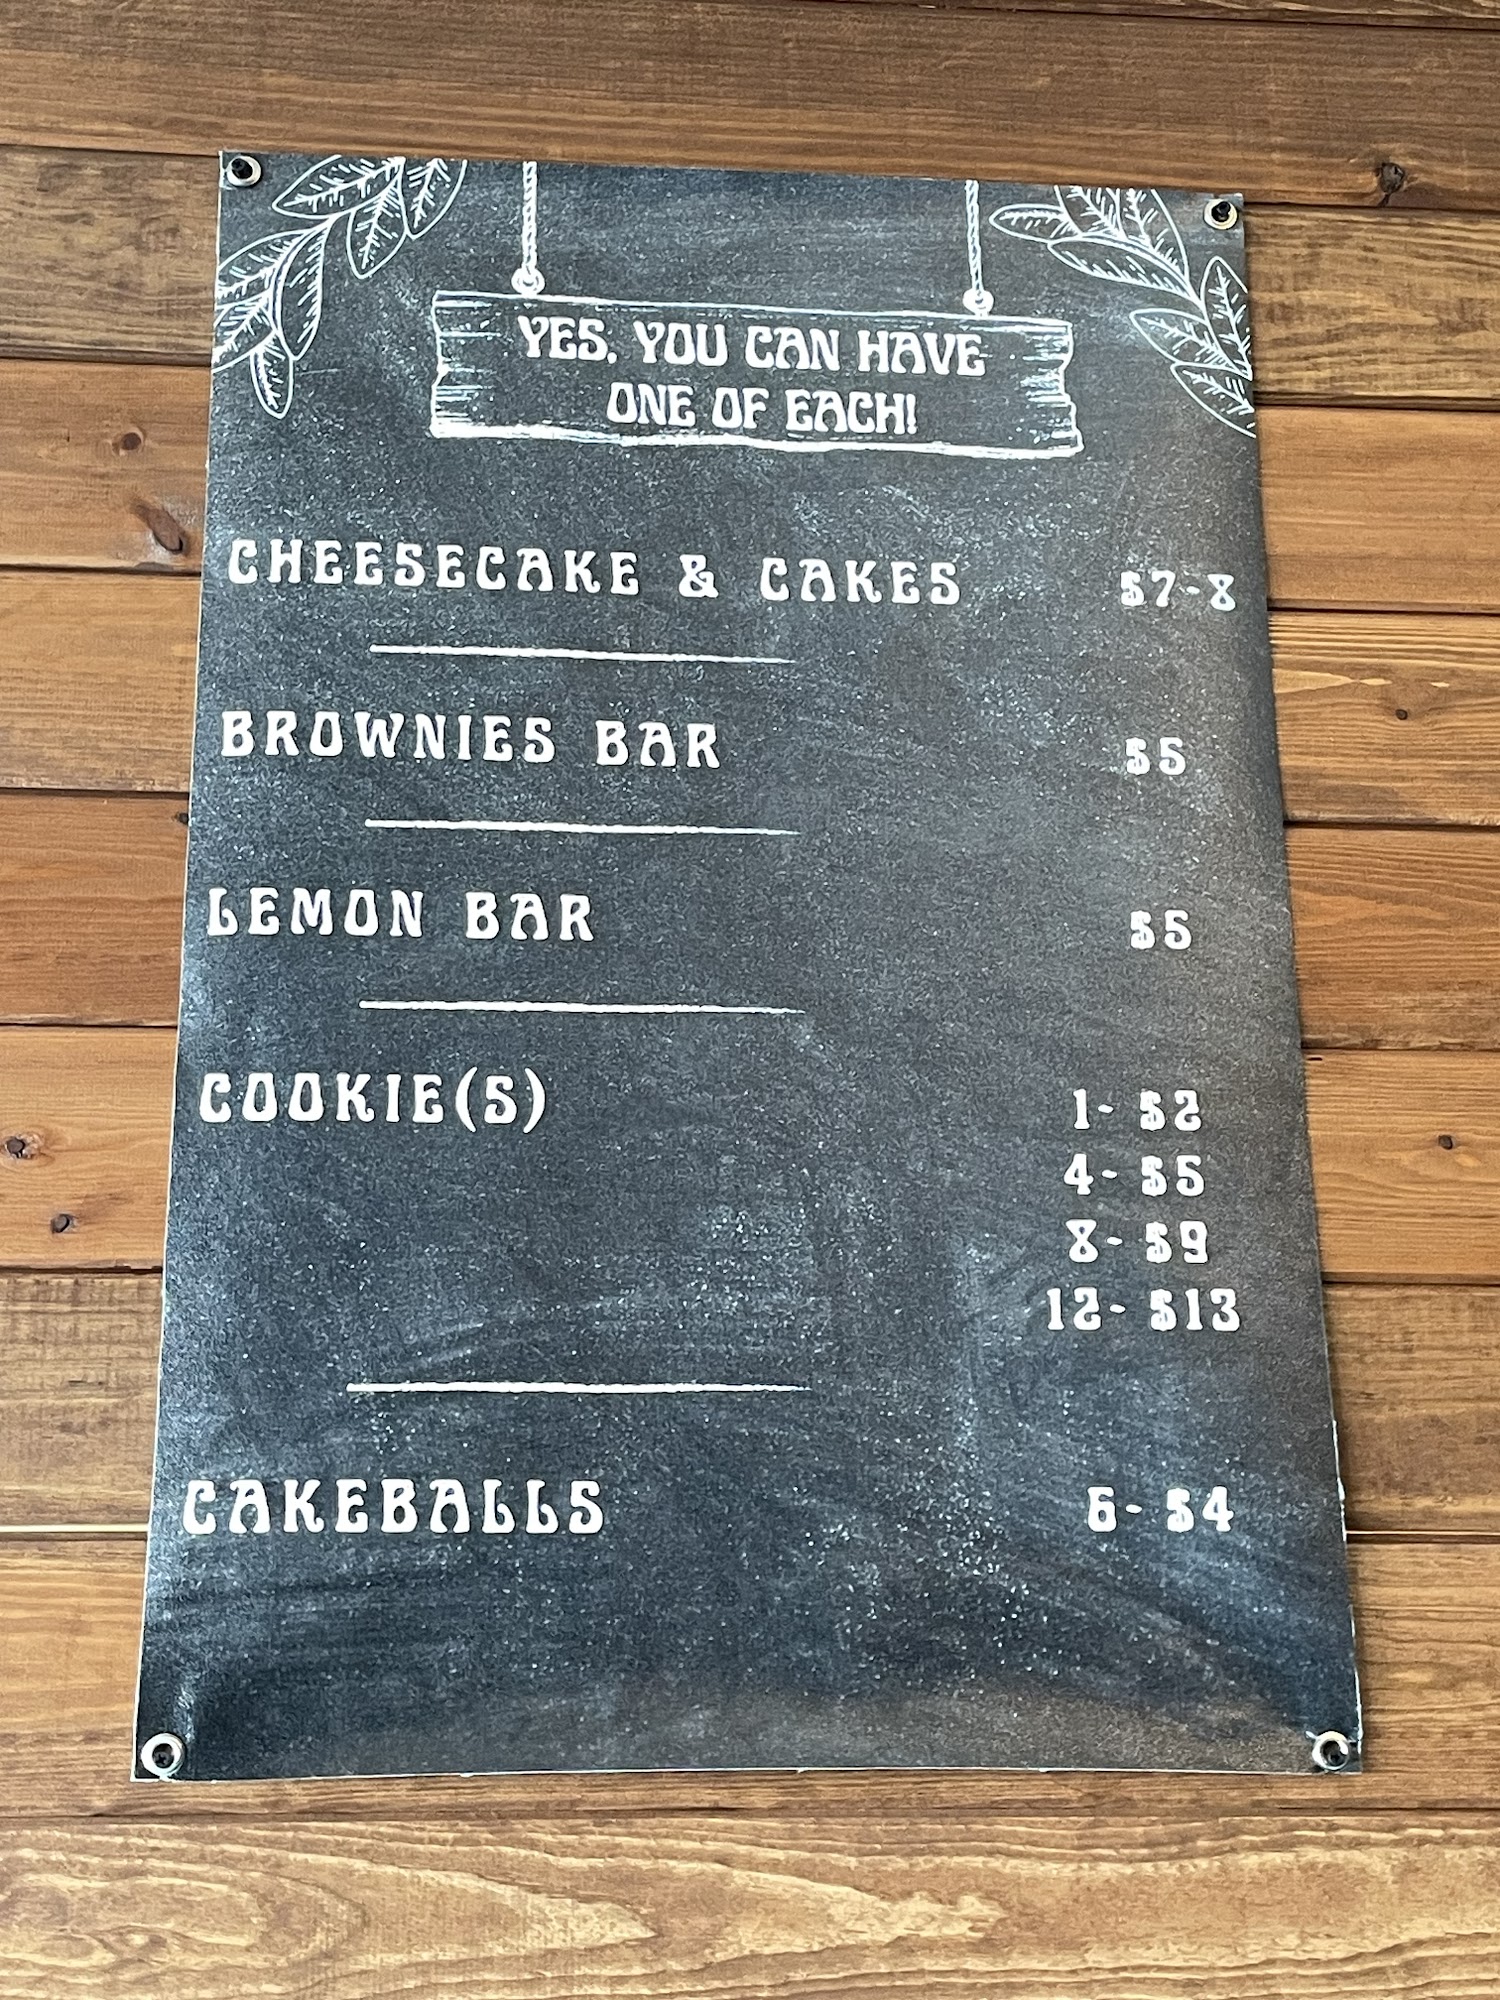 YES, YOU CAN HAVE
ONE OF EACH!
CHEESECAKE & CAKES $7-8
BROWNIES BAR $5
LEMON BAR $5
COOKIE(S) 1- $2
4- $5
8- $9
12- $13
CAKEBALLS 6- $4